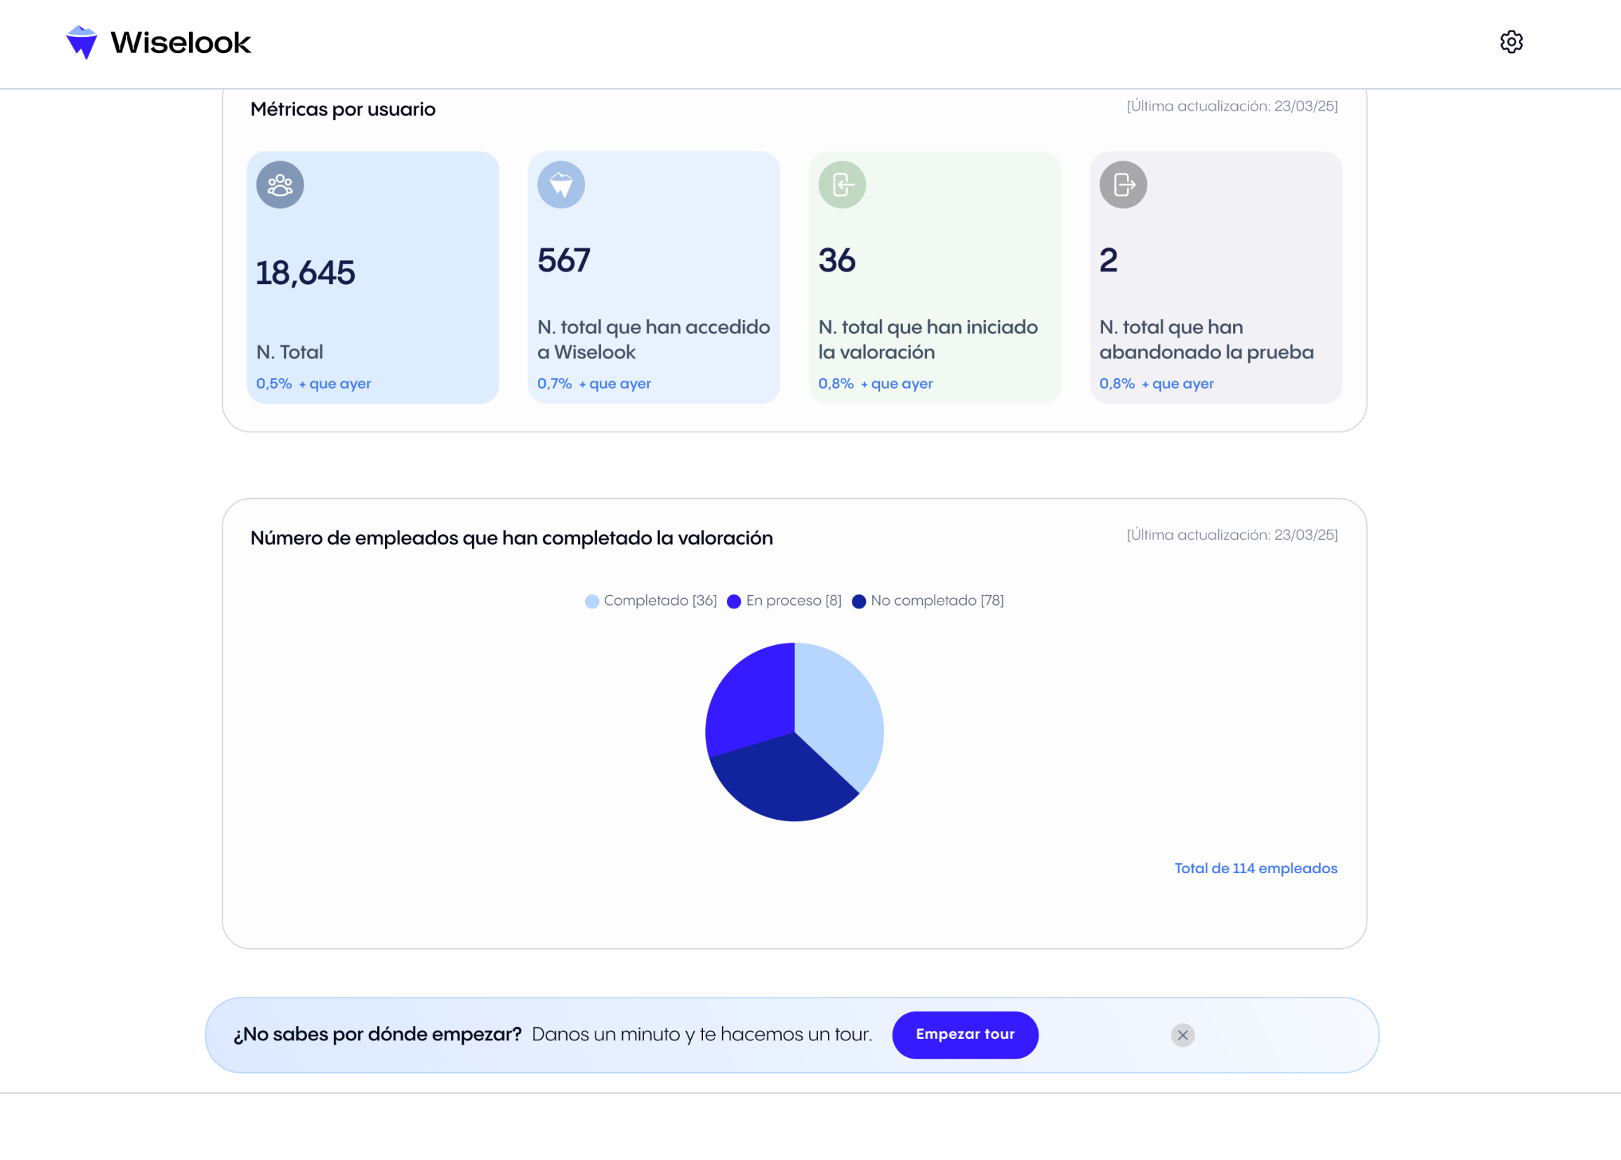 Wiselook
Métricas por usuario
[Última actualización: 23/03/25]
18,645
N. Total
0,5% + que ayer
567
N. total que han accedido
a Wiselook
0,7% + que ayer
36
N. total que han iniciado
la valoración
0,8% + que ayer
2
N. total que han
abandonado la prueba
0,8% + que ayer
Número de empleados que han completado la valoración
[Última actualización: 23/03/25]
Completado [36] En proceso [8] No completado [78]
Total de 114 empleados
¿No sabes por dónde empezar? Danos un minuto y te hacemos un tour.
Empezar tour